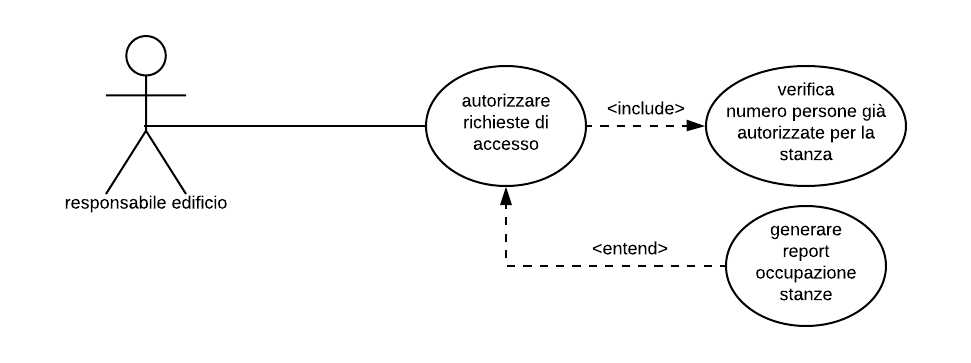 autorizzare
richieste di
accesso
<include>
verifica
numero persone già
autorizzate per la
stanza
responsabile edificio
<entend>
generare
report
occupazione
stanze